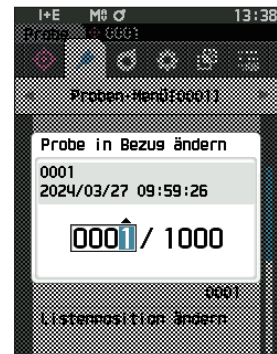 I+E M0 13:38
Probe 0001
Proben-Menü[0001]
Probe in Bezug ändern
0001
2024/03/27 09:59:26
0001 / 1000
0001
Listenposition ändern